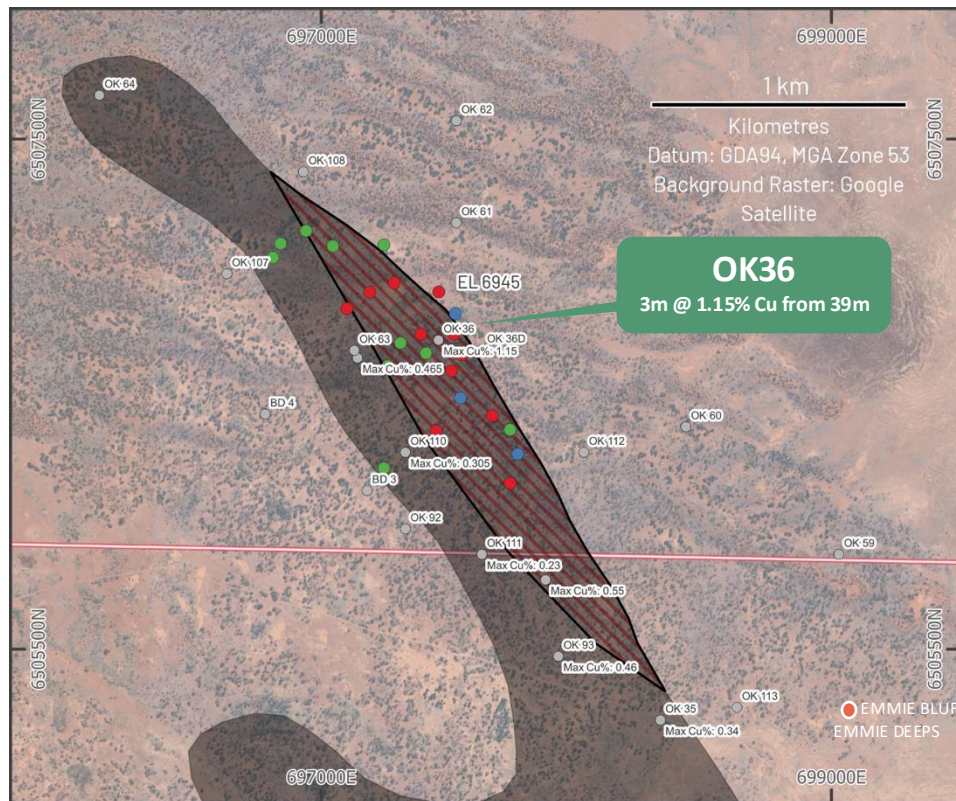 697000E
699000E
OK 64
1 km
OK 62
Kilometres
Datum: GDA94, MGA Zone 53
Background Raster: Google
Satellite
6507500N
6507500N
OK 108
OK 61
OK 107
EL 6945
OK36
3m @ 1.15% Cu from 39m
OK 36
OK 36D
Max Cu%: 1.15
OK 63
Max Cu%: 0.465
BD 4
OK 60
OK 110
Max Cu%: 0.305
OK 112
BD 3
OK 92
OK 111
Max Cu%: 0.23
OK 59
Max Cu%: 0.55
6505500N
6505500N
OK 93
Max Cu%: 0.46
OK 35
Max Cu%: 0.34
OK 113
EMMIE BLUF
EMMIE DEEPS
697000E
699000E